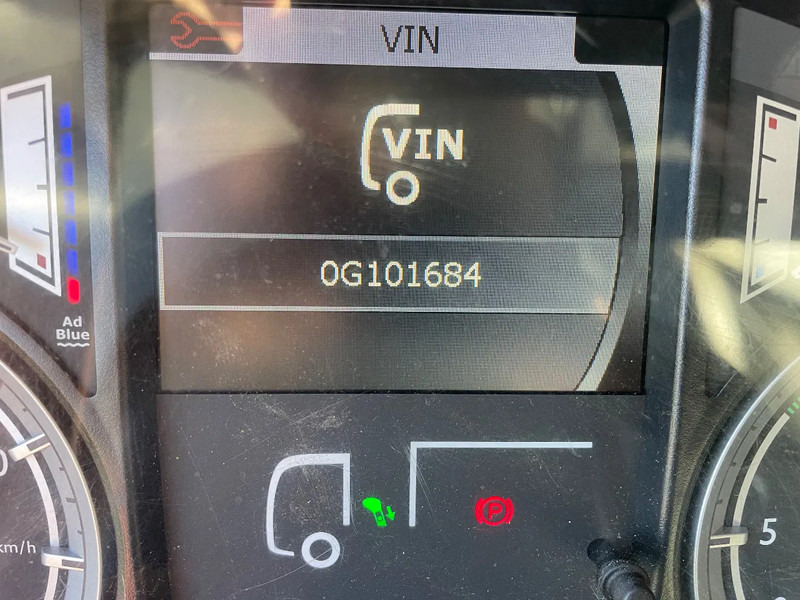 VIN
VIN
0G101684
Ad
Blue
P
km/h
5